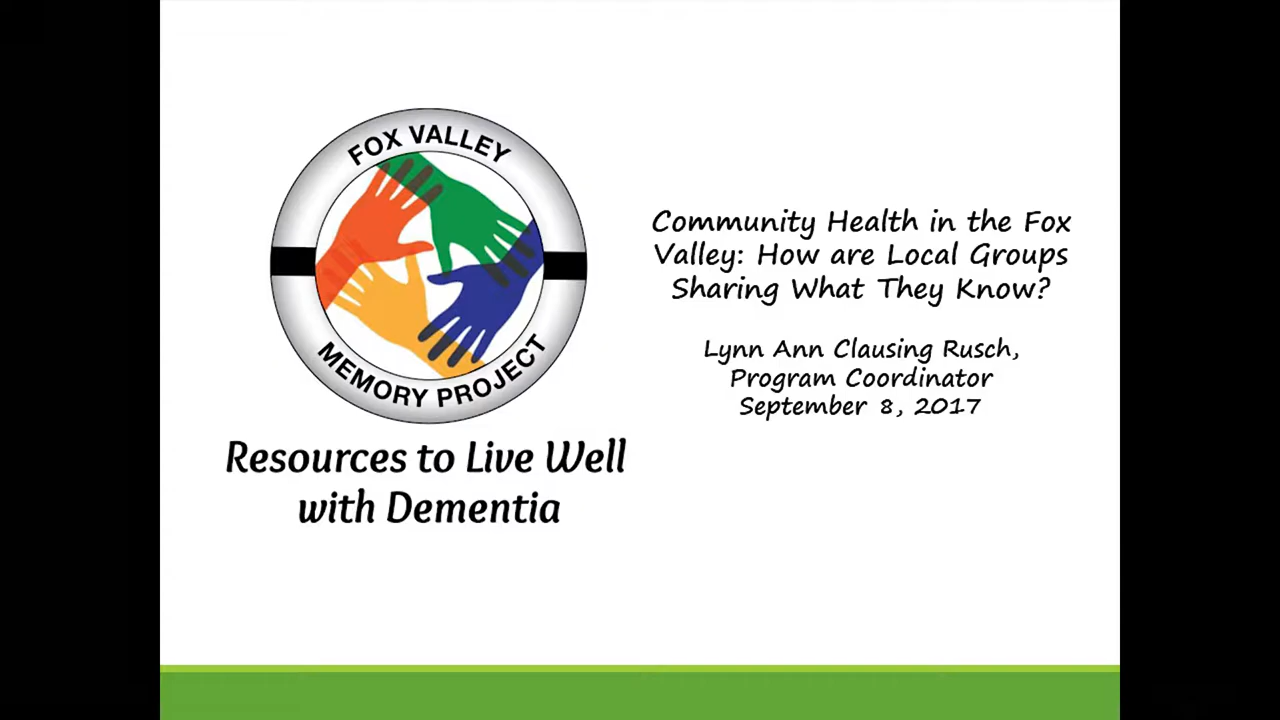 FOX VALLEY
MEMORY PROJECT
Resources to Live Well
with Dementia
Community Health in the Fox
Valley: How are Local Groups
Sharing What They Know?
Lynn Ann Clausing Rusch,
Program Coordinator
September 8, 2017